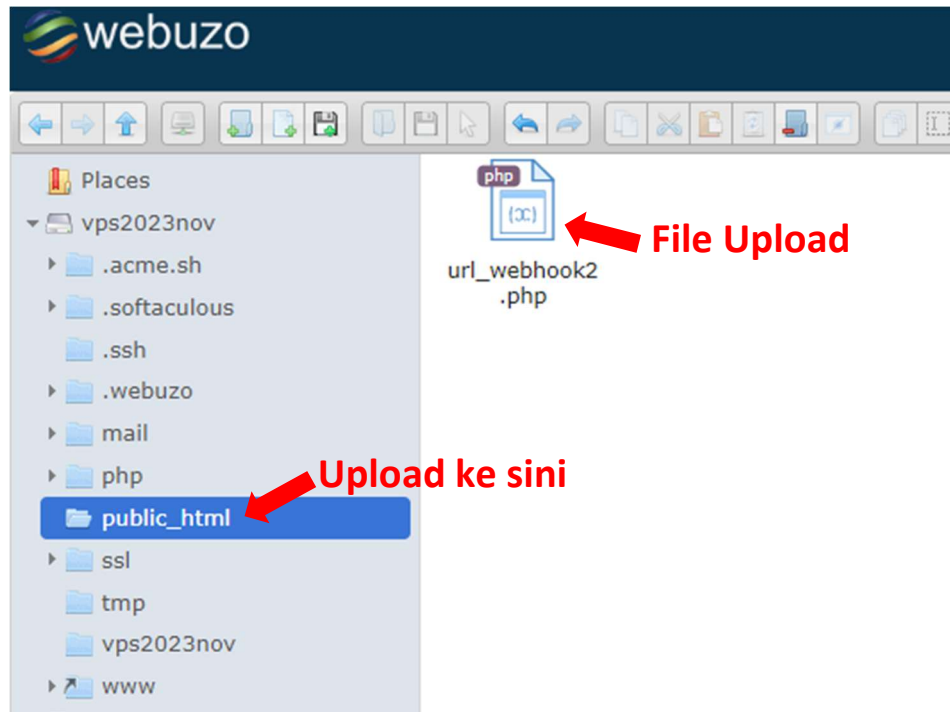 webuzo
Places
vps2023nov
.acme.sh
.softaculous
.ssh
.webuzo
mail
php
public_html
ssl
tmp
vps2023nov
www
php
url_webhook2
.php
File Upload
Upload ke sini